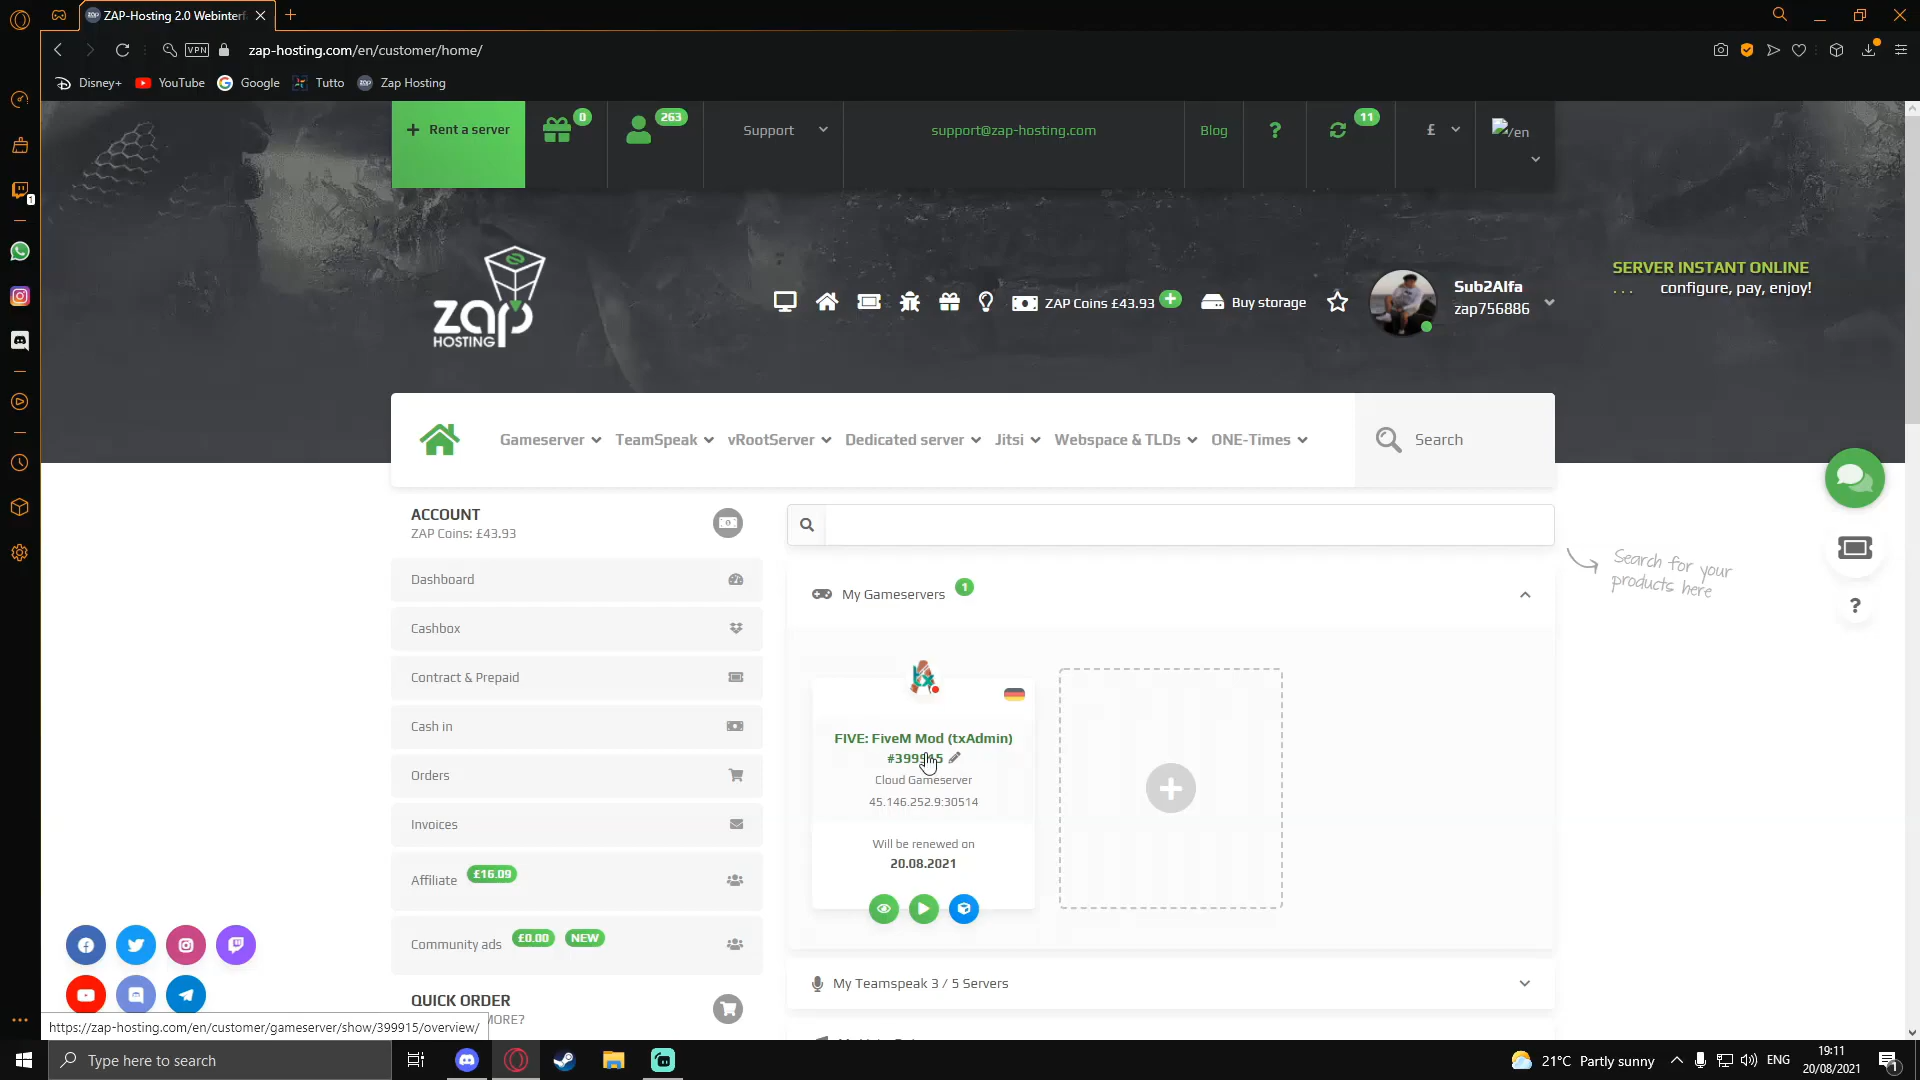 ZAP-Hosting 2.0 Webinterf
VPN
zap-hosting.com/en/customer/home/
Disney+
YouTube
Google
Tutto
Zap Hosting
Rent a server
0
263
Support
support@zap-hosting.com
Blog
?
11
£
/en
zap
HOSTING
ZAP Coins £43.93
Buy storage
Sub2Alfa
zap756886
SERVER INSTANT ONLINE
... configure, pay, enjoy!
Gameserver
TeamSpeak
vRootServer
Dedicated server
Jitsi
Webspace & TLDs
ONE-Times
Search
ACCOUNT
ZAP Coins: £43.93
Dashboard
Cashbox
Contract & Prepaid
Cash in
Orders
Invoices
Affiliate £16.09
Community ads £0.00 NEW
QUICK ORDER
MORE?
Search for your
products here
?
My Gameservers 1
FIVE: FiveM Mod (txAdmin)
#399915
Cloud Gameserver
45.146.252.9:30514
Will be renewed on
20.08.2021
My Teamspeak 3 / 5 Servers
https://zap-hosting.com/en/customer/gameserver/show/399915/overview/
Type here to search
21°C Partly sunny
ENG
19:11
20/08/2021
1